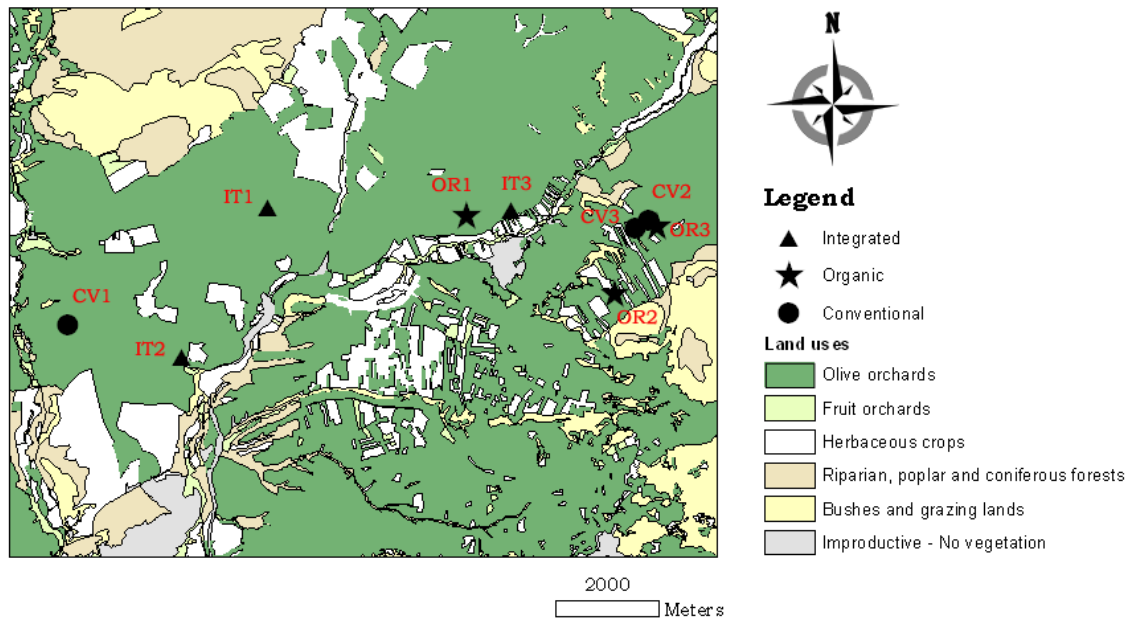 N
IT1
OR1
IT3
CV2
CV3
OR3
CV1
OR2
IT2
Legend
Integrated
Organic
Conventional
Land uses
Olive orchards
Fruit orchards
Herbaceous crops
Riparian, poplar and coniferous forests
Bushes and grazing lands
Improductive - No vegetation
2000
Meters